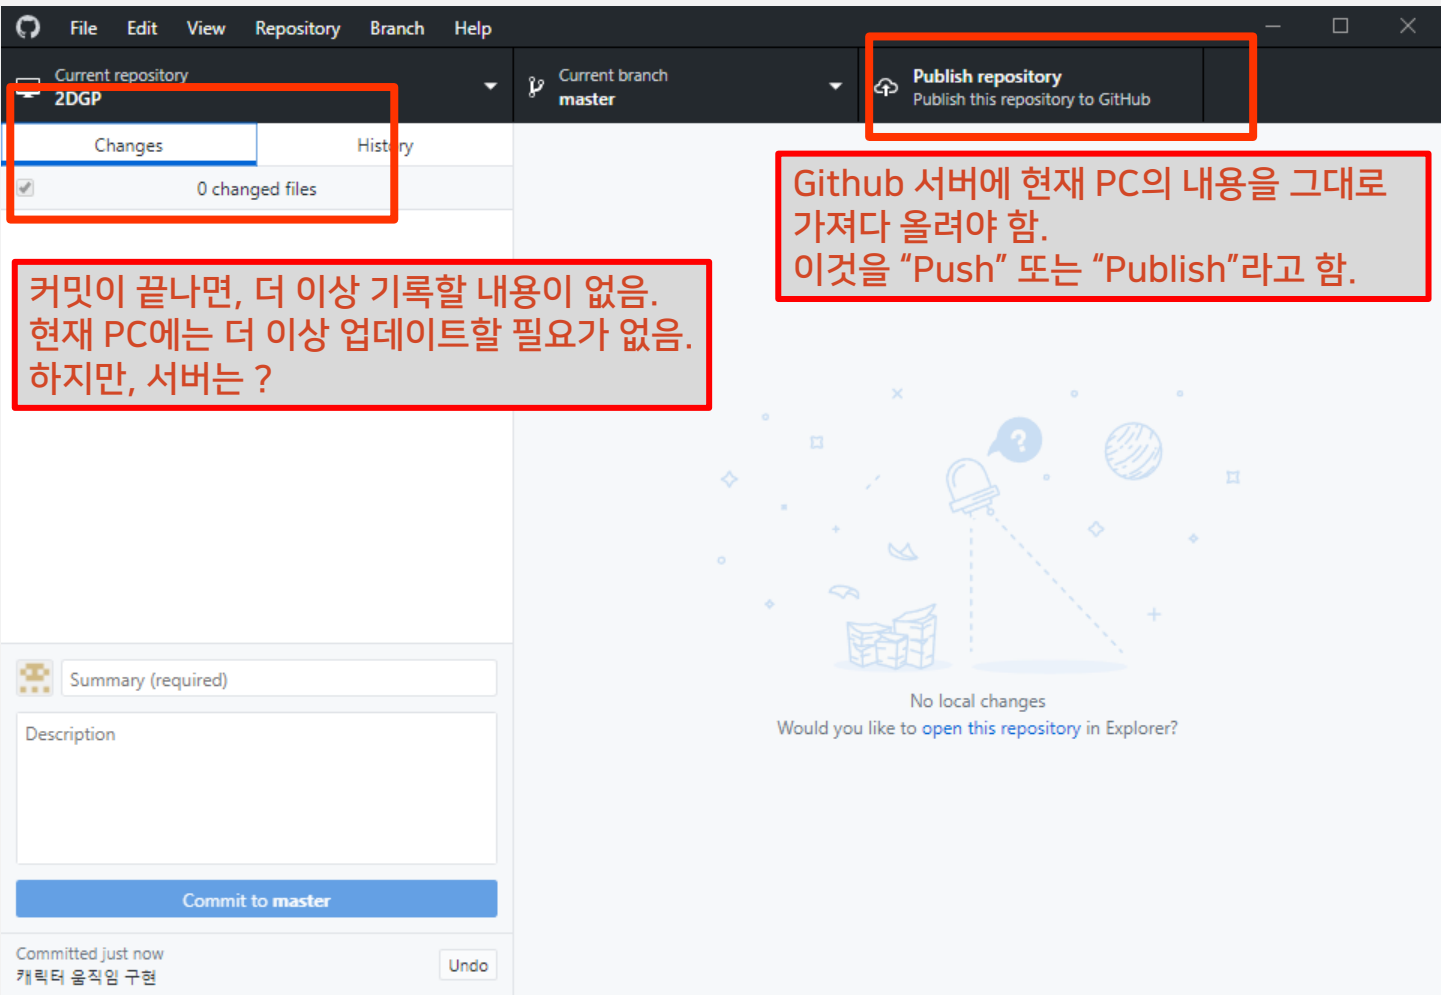 File Edit View Repository Branch Help
Current repository
2DGP
Current branch
master
Publish repository
Publish this repository to GitHub
Changes
History
0 changed files
Github 서버에 현재 PC의 내용을 그대로
가져다 올려야 함.
이것을 “Push” 또는 “Publish”라고 함.
커밋이 끝나면, 더 이상 기록할 내용이 없음.
현재 PC에는 더 이상 업데이트할 필요가 없음.
하지만, 서버는 ?
?
No local changes
Would you like to open this repository in Explorer?
Summary (required)
Description
Commit to master
Committed just now
캐릭터 움직임 구현
Undo